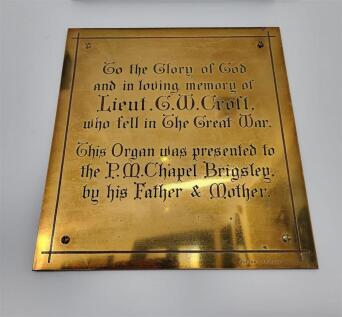 To the Glory of God
and in loving memory of
Lieut. G.W. Croft,
who fell in The Great War.
This Organ was presented to
the P.M. Chapel Brigsley,
by his Father & Mother.